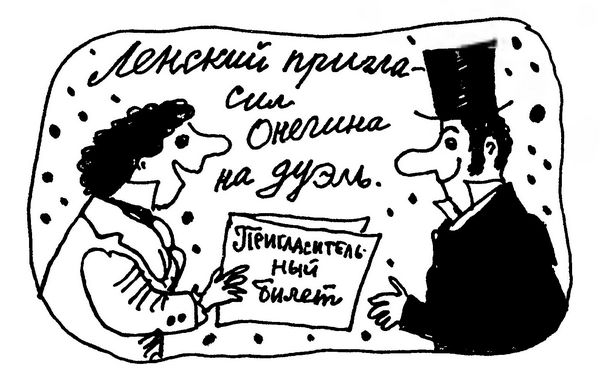 Ленский пригла-
сил
Онегина
на дуэль.
Пригласитель-
ный
билет